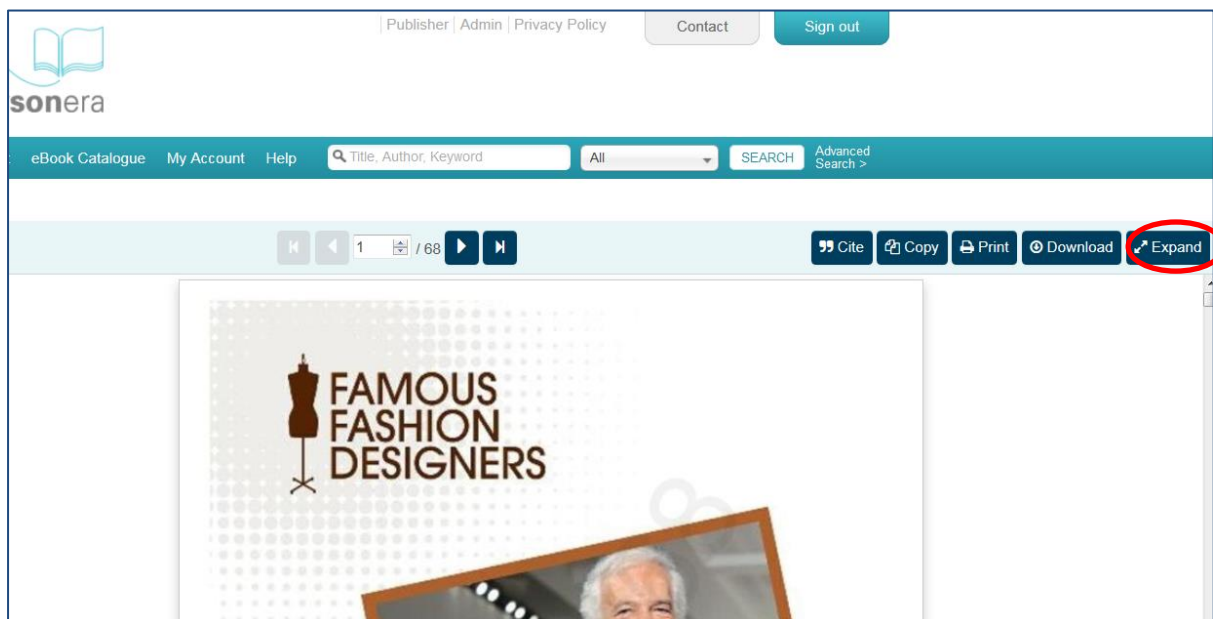 Publisher Admin Privacy Policy Contact Sign out
sonera
eBook Catalogue My Account Help Title, Author, Keyword All SEARCH Advanced Search >
1 / 68 Cite Copy Print Download Expand
FAMOUS
FASHION
DESIGNERS